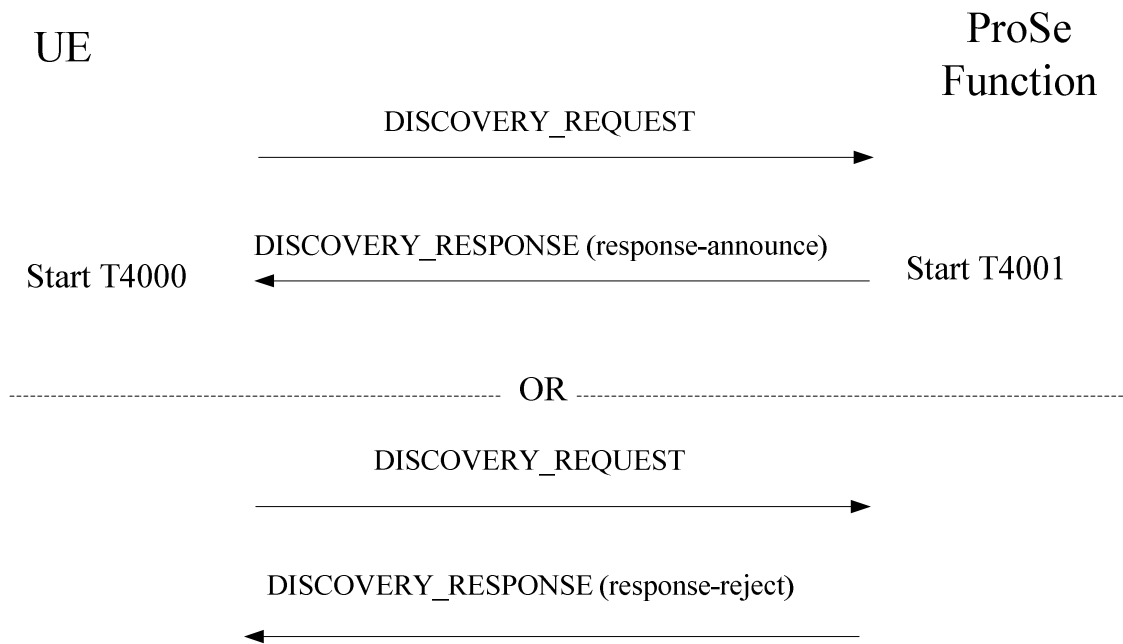 UE
ProSe
Function
DISCOVERY_REQUEST
DISCOVERY_RESPONSE (response-announce)
Start T4000
Start T4001
OR
DISCOVERY_REQUEST
DISCOVERY_RESPONSE (response-reject)